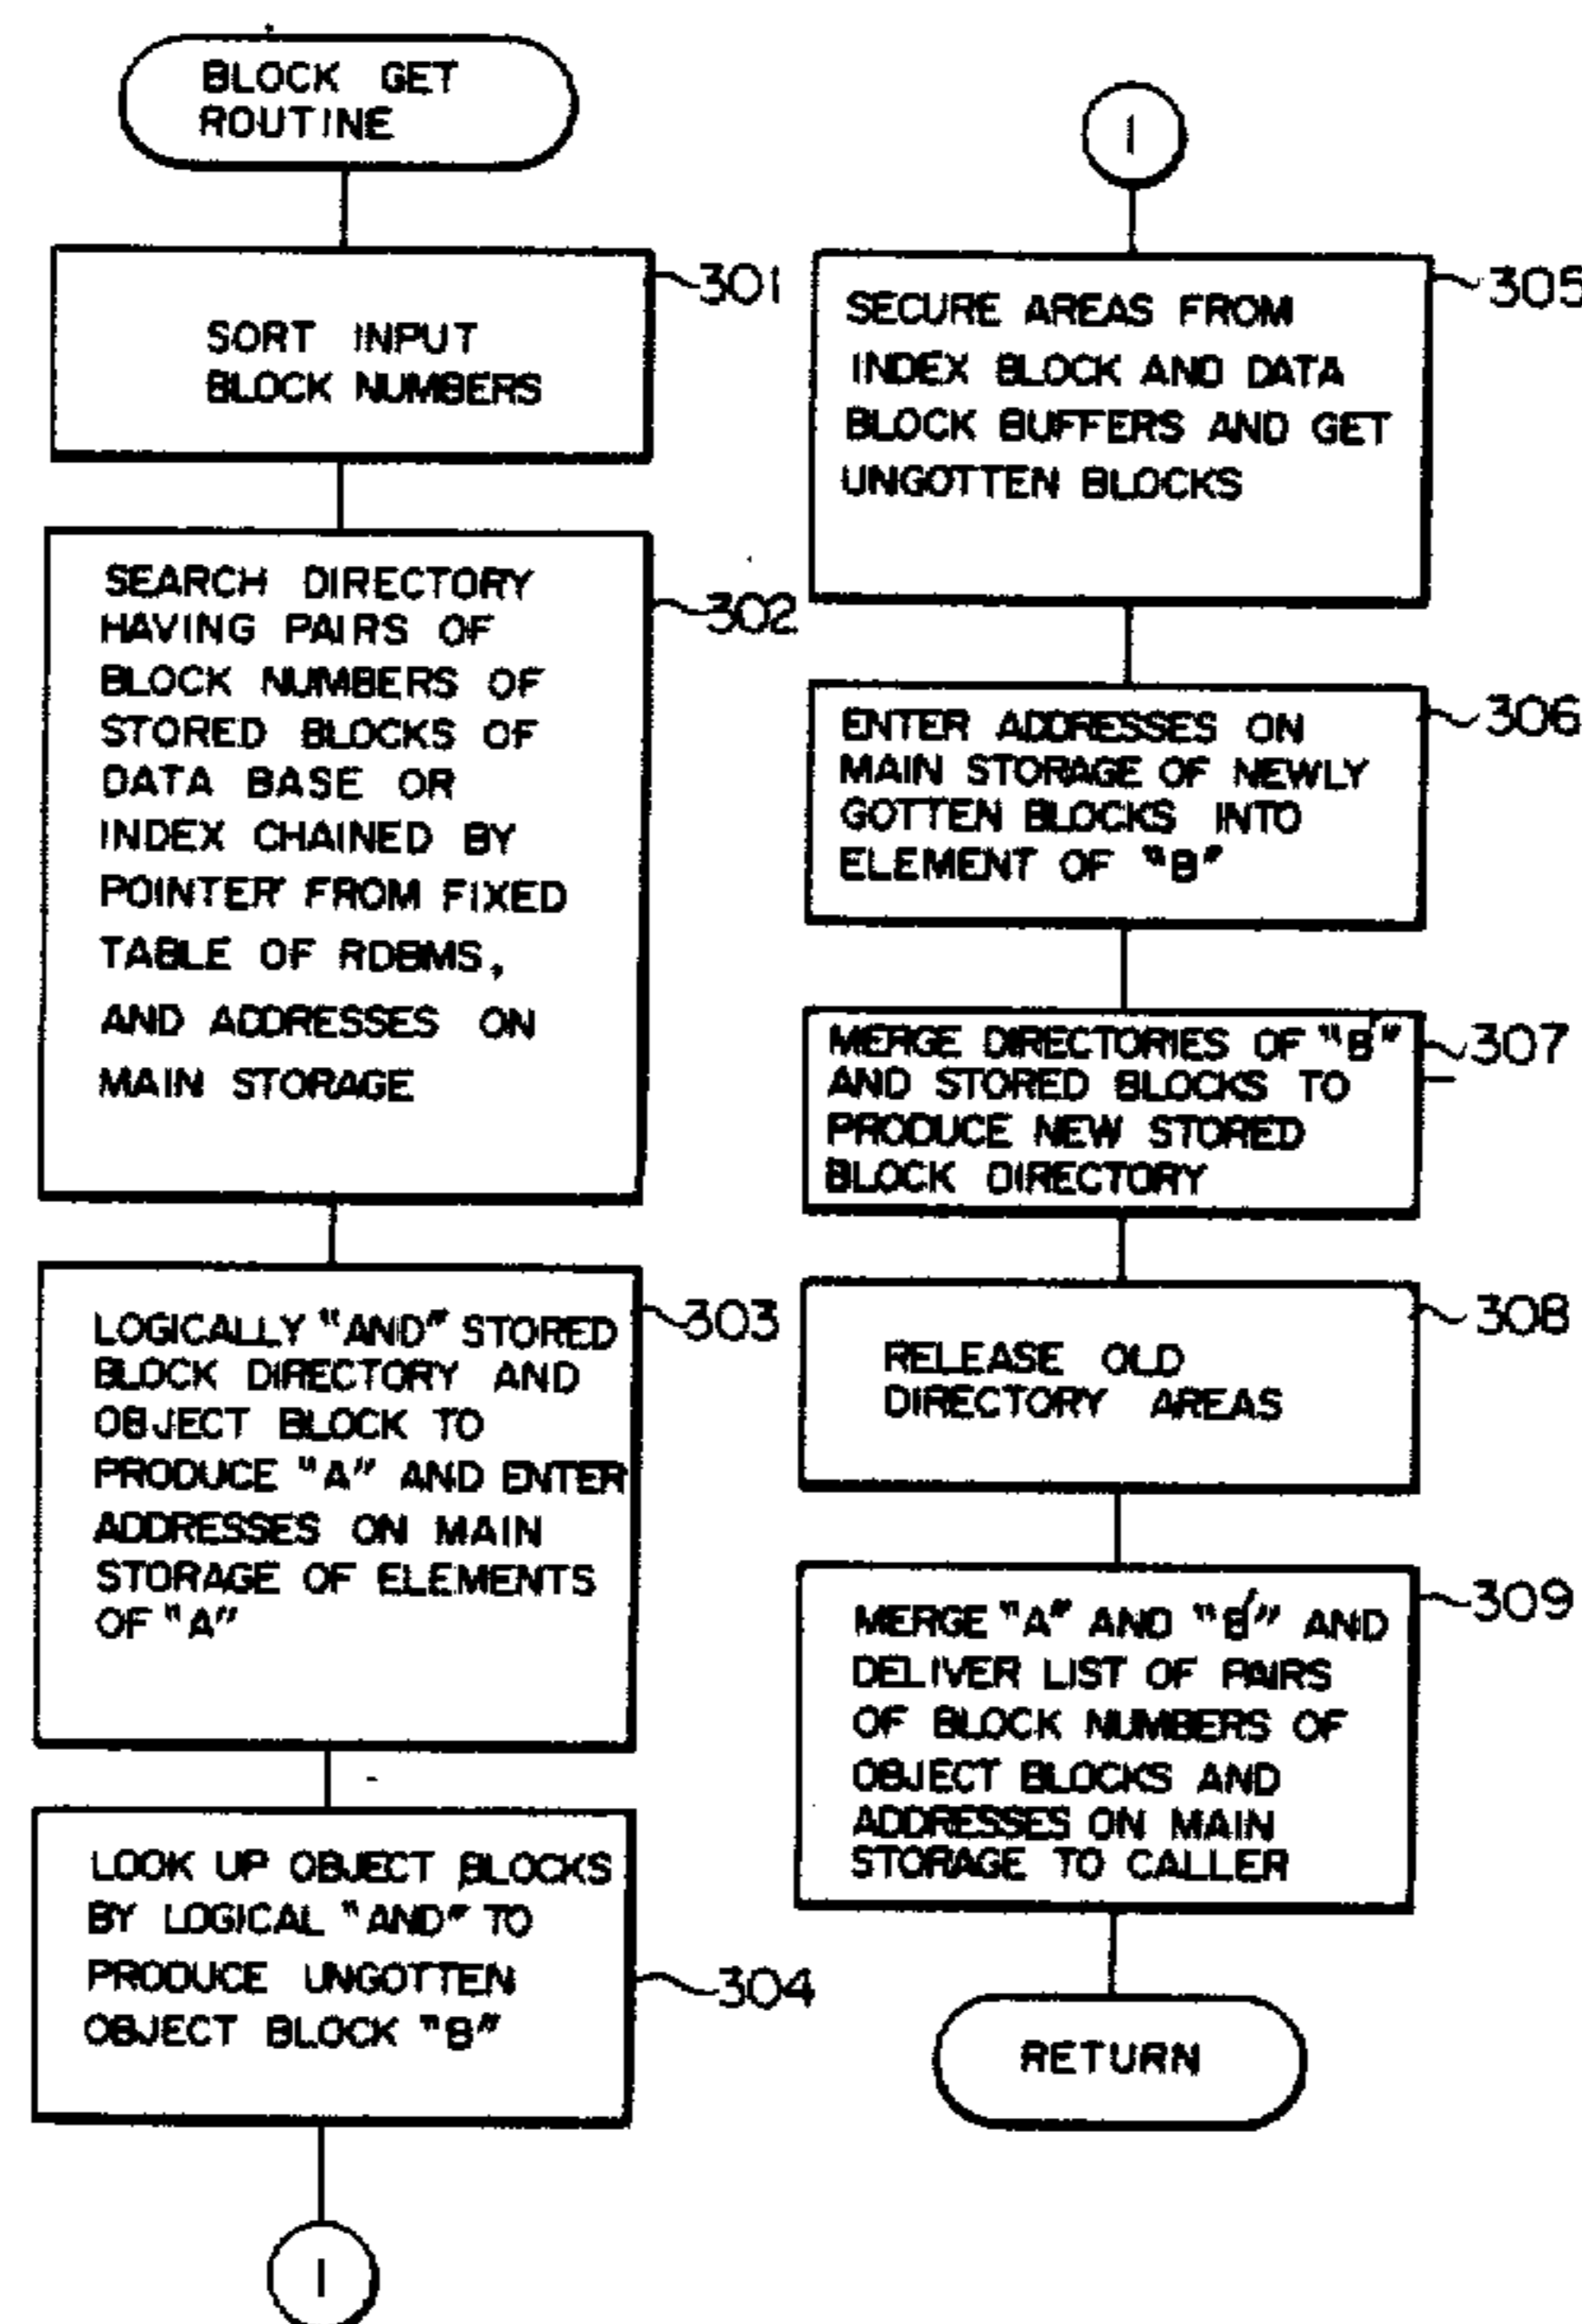 BLOCK GET
ROUTINE
301
SORT INPUT
BLOCK NUMBERS
302
SEARCH DIRECTORY
HAVING PAIRS OF
BLOCK NUMBERS OF
STORED BLOCKS OF
DATA BASE OR
INDEX CHAINED BY
POINTER FROM FIXED
TABLE OF RDBMS,
AND ADDRESSES ON
MAIN STORAGE
303
LOGICALLY "AND" STORED
BLOCK DIRECTORY AND
OBJECT BLOCK TO
PRODUCE "A" AND ENTER
ADDRESSES ON MAIN
STORAGE OF ELEMENTS
OF "A"
304
LOOK UP OBJECT BLOCKS
BY LOGICAL "AND" TO
PRODUCE UNGOTTEN
OBJECT BLOCK "B"
1
1
305
SECURE AREAS FROM
INDEX BLOCK AND DATA
BLOCK BUFFERS AND GET
UNGOTTEN BLOCKS
306
ENTER ADDRESSES ON
MAIN STORAGE OF NEWLY
GOTTEN BLOCKS INTO
ELEMENT OF "B"
307
MERGE DIRECTORIES OF "B'"
AND STORED BLOCKS TO
PRODUCE NEW STORED
BLOCK DIRECTORY
308
RELEASE OLD
DIRECTORY AREAS
309
MERGE "A" AND "B'" AND
DELIVER LIST OF PAIRS
OF BLOCK NUMBERS OF
OBJECT BLOCKS AND
ADDRESSES ON MAIN
STORAGE TO CALLER
RETURN